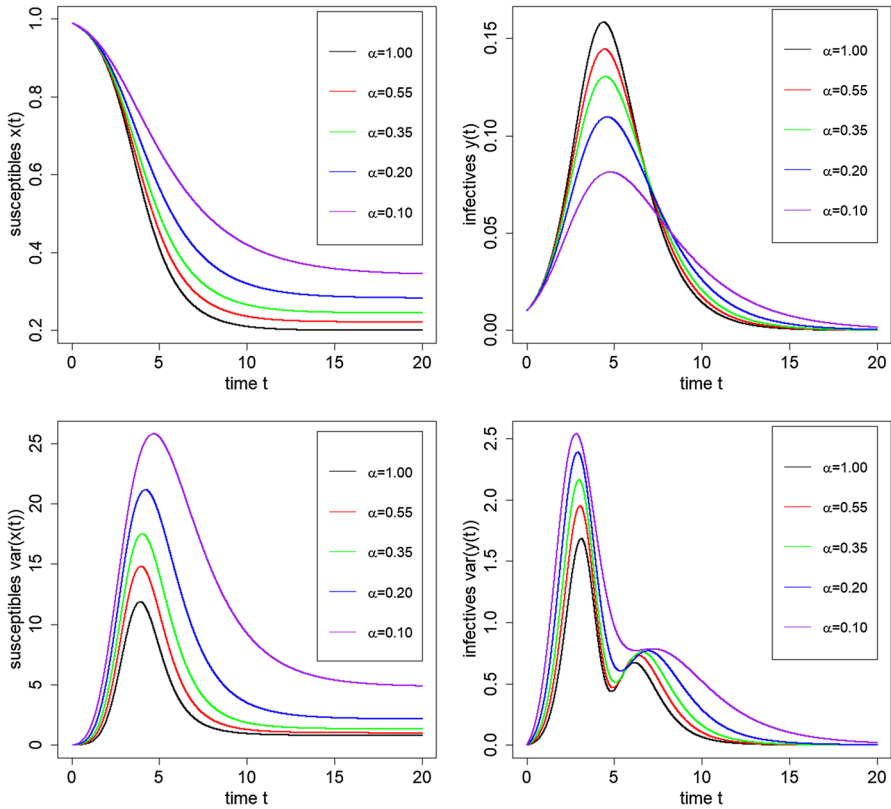 susceptibles x(t)
1.0
0.8
0.6
0.4
0.2
α=1.00
α=0.55
α=0.35
α=0.20
α=0.10
0 5 10 15 20
time t
infectives y(t)
0.15
0.10
0.05
0.00
α=1.00
α=0.55
α=0.35
α=0.20
α=0.10
0 5 10 15 20
time t
susceptibles var(x(t))
25
20
15
10
5
0
α=1.00
α=0.55
α=0.35
α=0.20
α=0.10
0 5 10 15 20
time t
infectives var(y(t))
2.5
2.0
1.5
1.0
0.5
0.0
α=1.00
α=0.55
α=0.35
α=0.20
α=0.10
0 5 10 15 20
time t